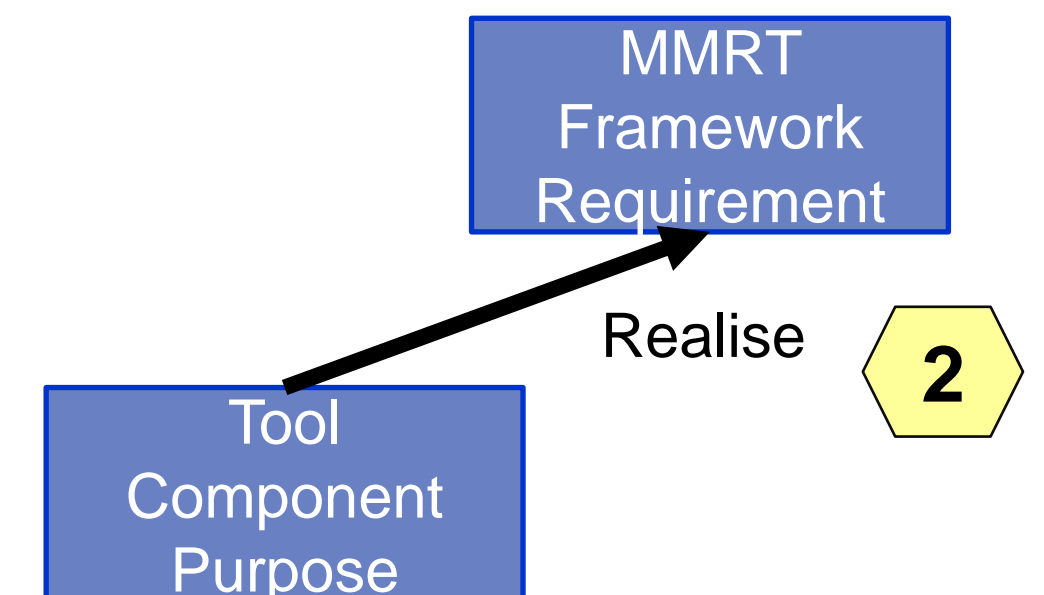 MMRT
Framework
Requirement
Realise
2
Tool
Component
Purpose